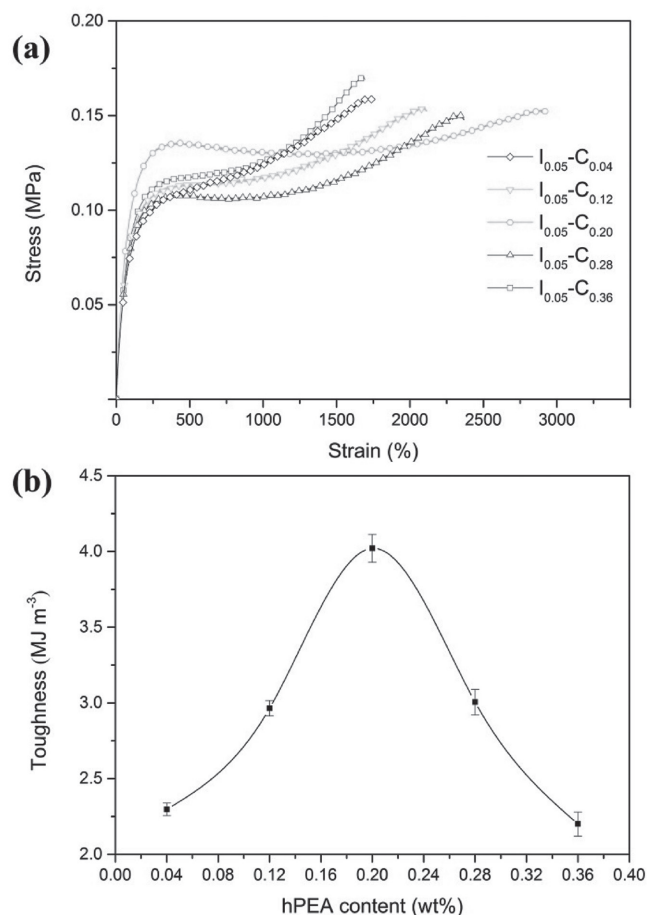 (a)
0.20
0.15
0.10
0.05
Stress (MPa)
I0.05-C0.04
I0.05-C0.12
I0.05-C0.20
I0.05-C0.28
I0.05-C0.36
0 500 1000 1500 2000 2500 3000
Strain (%)
(b)
4.5
4.0
3.5
3.0
2.5
2.0
Toughness (MJ m-3)
0.00 0.04 0.08 0.12 0.16 0.20 0.24 0.28 0.32 0.36 0.40
hPEA content (wt%)